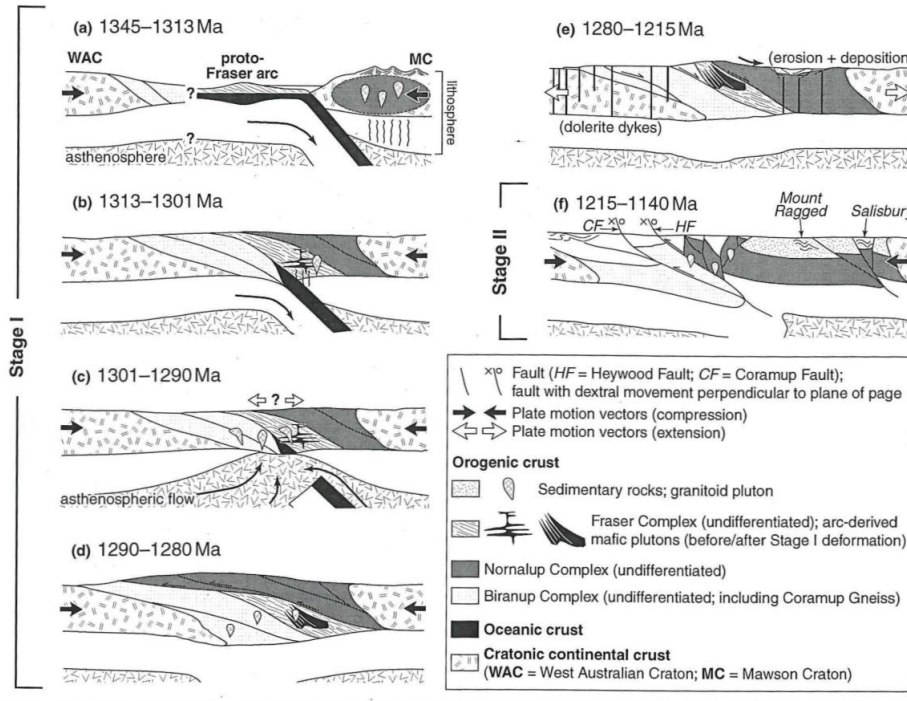 Stage I
(a) 1345–1313 Ma
WAC
proto-
Fraser arc
MC
?
?
lithosphere
asthenosphere
(b) 1313–1301 Ma
(c) 1301–1290 Ma
?
asthenospheric flow
(d) 1290–1280 Ma
(e) 1280–1215 Ma
(erosion + deposition
(dolerite dykes)
Stage II
(f) 1215–1140 Ma
CF
HF
Mount
Ragged
Salisbury
Fault (HF = Heywood Fault; CF = Coramup Fault);
fault with dextral movement perpendicular to plane of page
Plate motion vectors (compression)
Plate motion vectors (extension)
Orogenic crust
Sedimentary rocks; granitoid pluton
Fraser Complex (undifferentiated); arc-derived
mafic plutons (before/after Stage I deformation)
Nornalup Complex (undifferentiated)
Biranup Complex (undifferentiated; including Coramup Gneiss)
Oceanic crust
Cratonic continental crust
(WAC = West Australian Craton; MC = Mawson Craton)